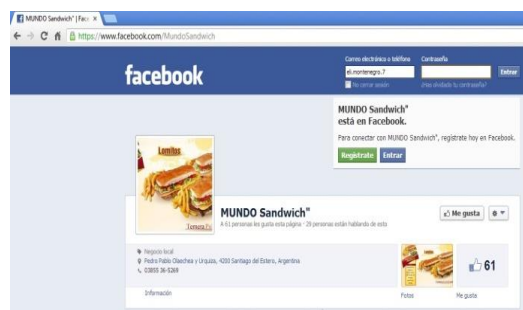 MUNDO Sandwich" | Face ×
https://www.facebook.com/MundoSandwich
facebook
Correo electrónico o teléfono
Contraseña
eli.montenegro.7
Entrar
No cerrar sesión
¿Has olvidado tu contraseña?
MUNDO Sandwich"
está en Facebook.
Para conectar con MUNDO Sandwich", regístrate hoy en Facebook.
Regístrate
Entrar
Lomitos
MUNDO Sandwich"
A 61 personas les gusta esta página · 29 personas están hablando de esto
Me gusta
Negocio local
Pedro Pablo Olaechea y Urquiza, 4200 Santiago del Estero, Argentina
03855 36-5269
61
Información
Fotos
Me gusta